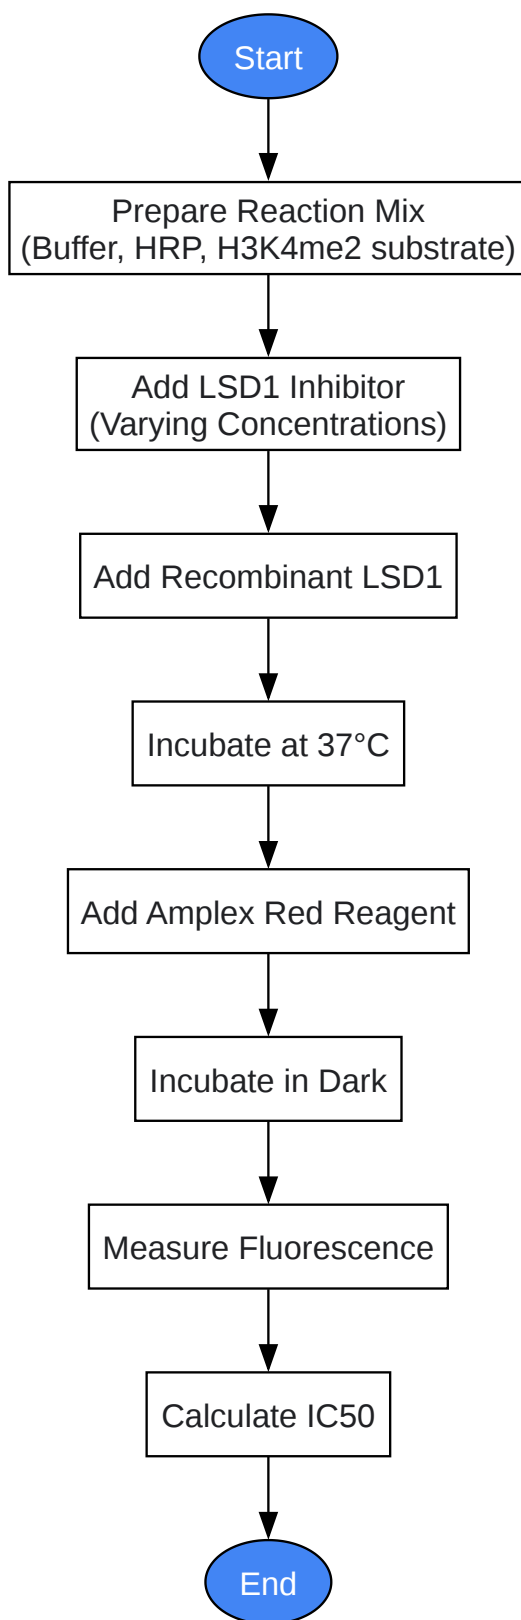 Start
Prepare Reaction Mix
(Buffer, HRP, H3K4me2 substrate)
Add LSD1 Inhibitor
(Varying Concentrations)
Add Recombinant LSD1
Incubate at 37°C
Add Amplex Red Reagent
Incubate in Dark
Measure Fluorescence
Calculate IC50
End